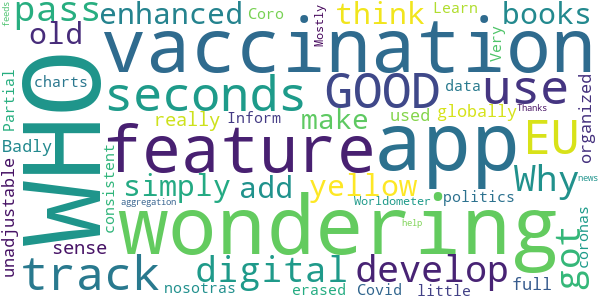 pass enhanced Coro Mostly think Learn books feeds
old vaccination Very
charts seconds GOOD data use organized
WHO Partial really Inform make used globally EU
Badly feature app Thanks
unadjustable consistent simply add yellow Why news
aggregation Worldometer politics
sense wondering help got coronas
track digital develop little full
nosotras erased Covid